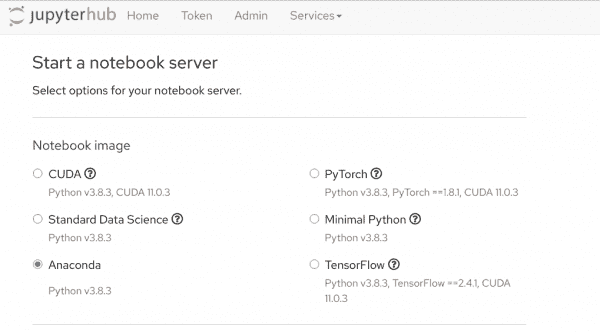 jupyterhub Home Token Admin Services
Start a notebook server
Select options for your notebook server.
Notebook image
CUDA
Python v3.8.3, CUDA 11.0.3
PyTorch
Python v3.8.3, PyTorch ==1.8.1, CUDA 11.0.3
Standard Data Science
Python v3.8.3
Minimal Python
Python v3.8.3
Anaconda
Python v3.8.3
TensorFlow
Python v3.8.3, TensorFlow ==2.4.1, CUDA
11.0.3